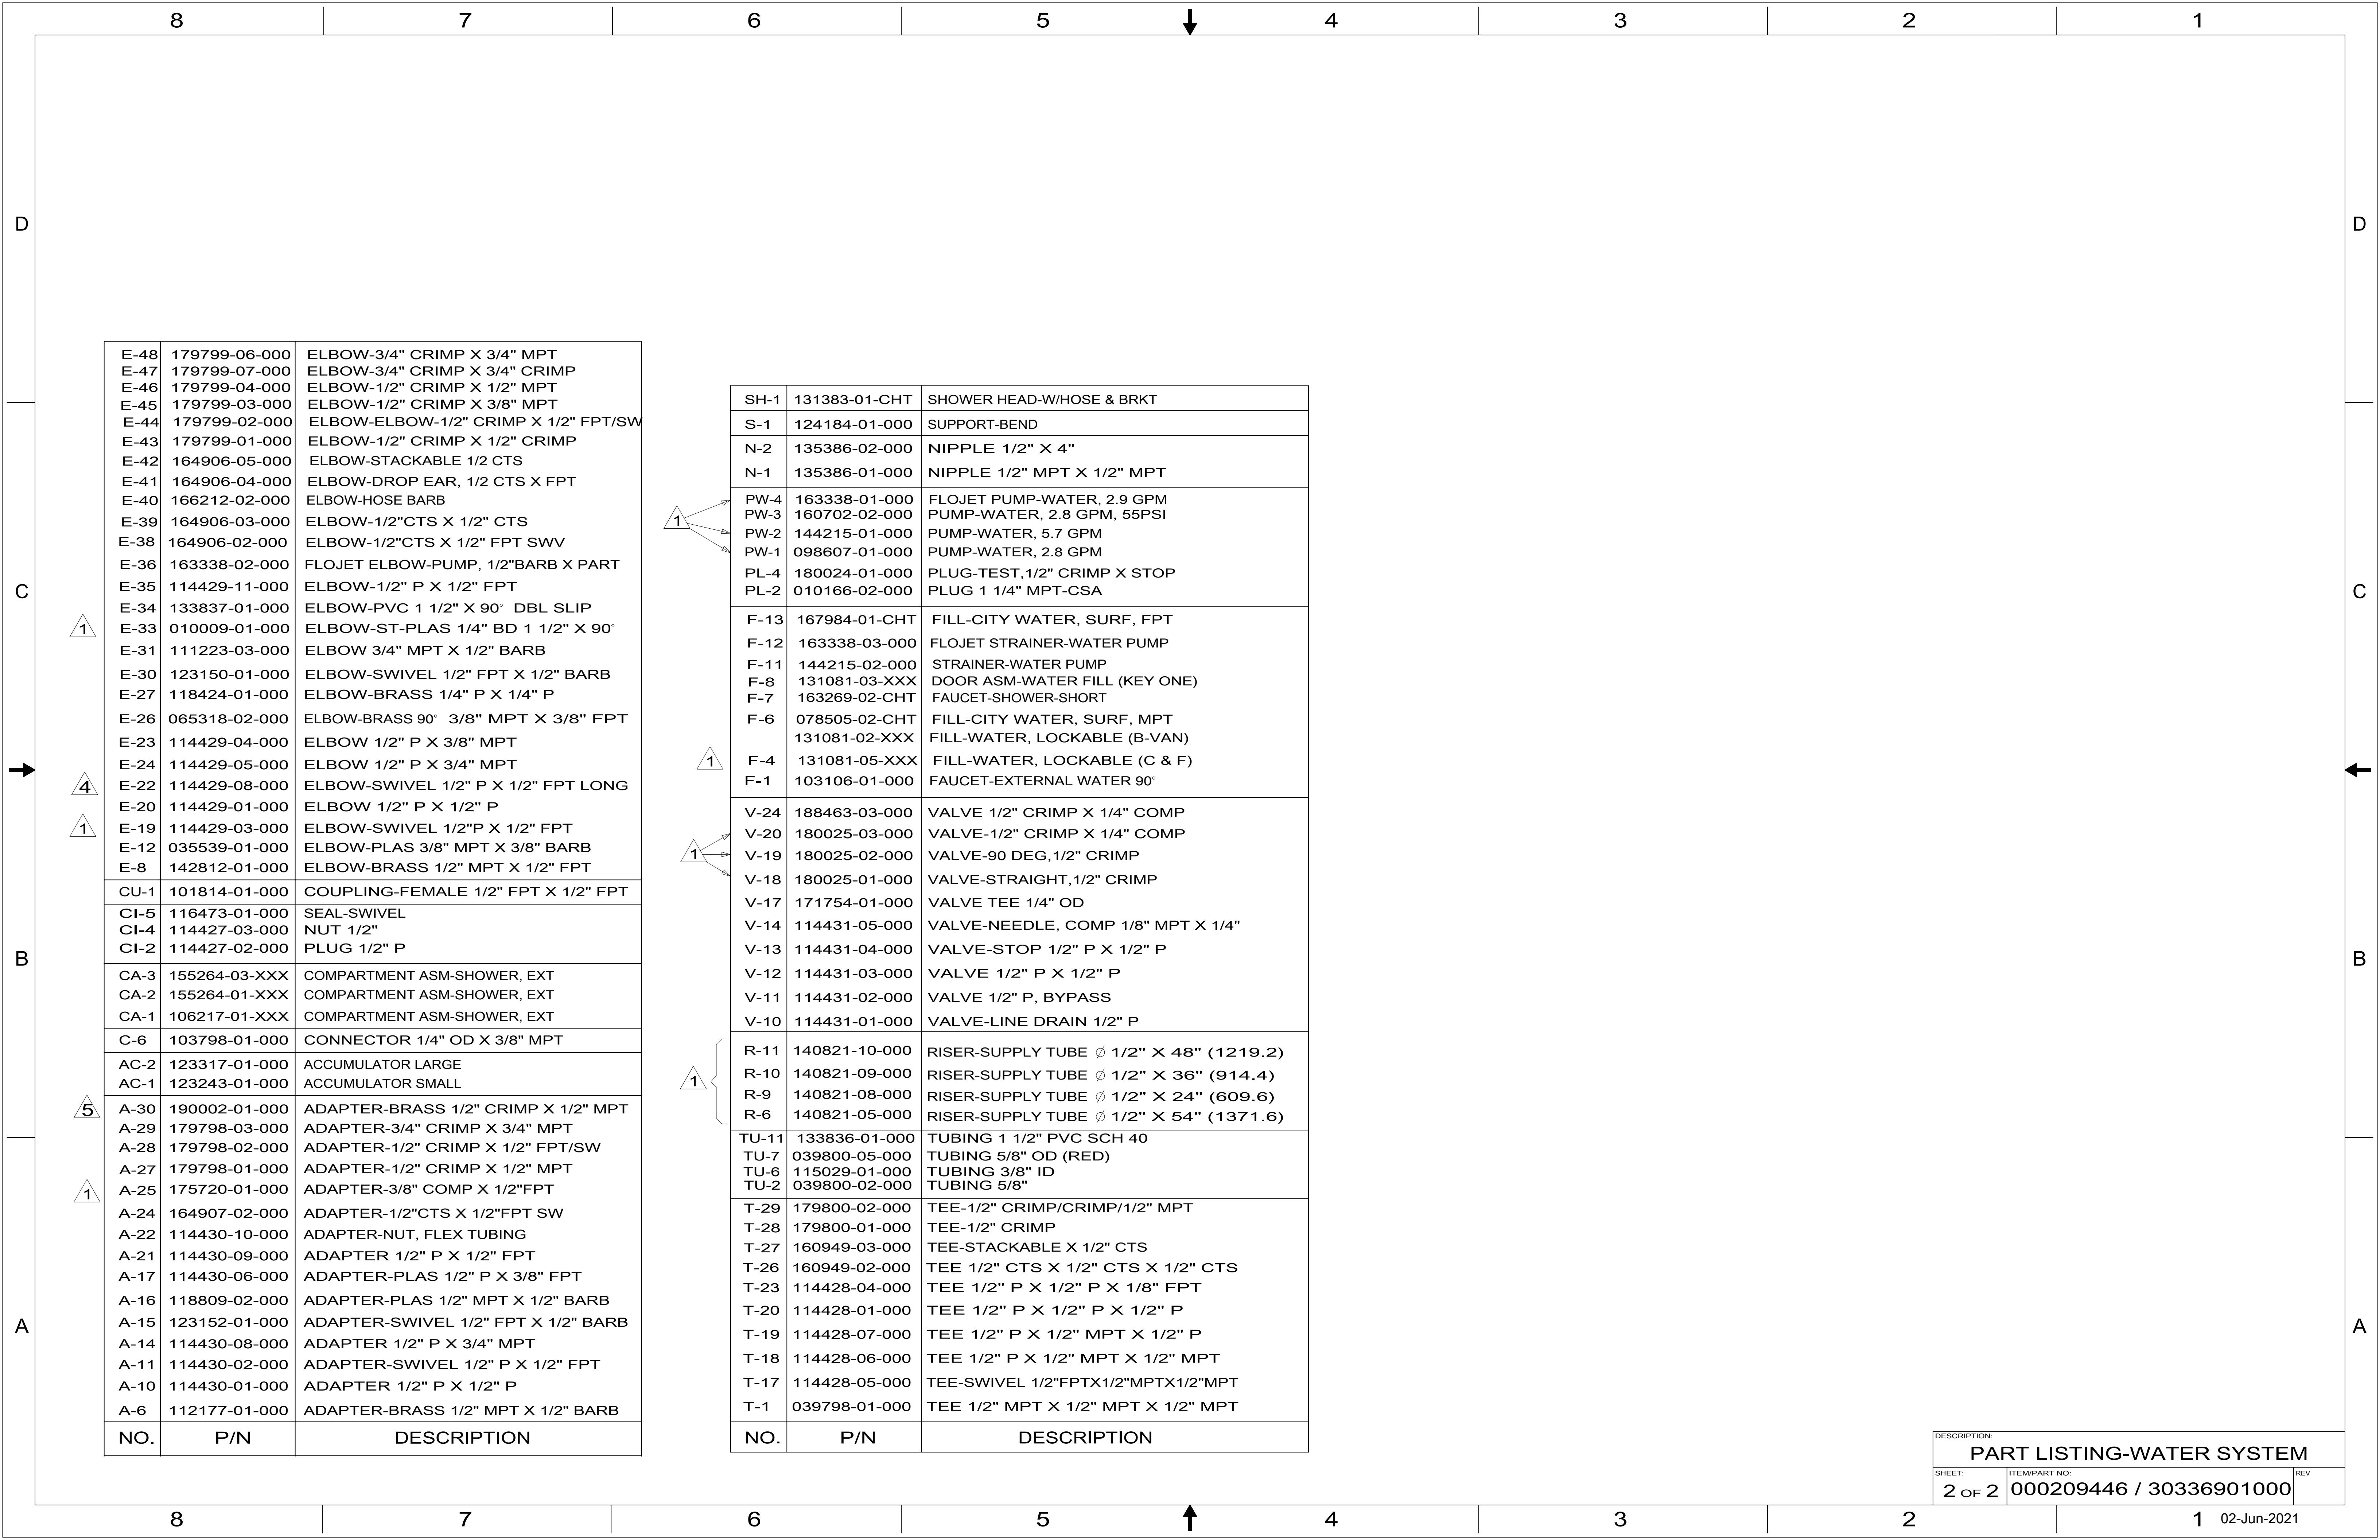 8 7 6 5 4 3 2 1
D D
C C
B B
A A
E-48 179799-06-000 ELBOW-3/4" CRIMP X 3/4" MPT
E-47 179799-07-000 ELBOW-3/4" CRIMP X 3/4" CRIMP
E-46 179799-04-000 ELBOW-1/2" CRIMP X 1/2" MPT
E-45 179799-03-000 ELBOW-1/2" CRIMP X 3/8" MPT
E-44 179799-02-000 ELBOW-ELBOW-1/2" CRIMP X 1/2" FPT/SW
E-43 179799-01-000 ELBOW-1/2" CRIMP X 1/2" CRIMP
E-42 164906-05-000 ELBOW-STACKABLE 1/2 CTS
E-41 164906-04-000 ELBOW-DROP EAR, 1/2 CTS X FPT
E-40 166212-02-000 ELBOW-HOSE BARB
E-39 164906-03-000 ELBOW-1/2"CTS X 1/2" CTS
E-38 164906-02-000 ELBOW-1/2"CTS X 1/2" FPT SWV
E-36 163338-02-000 FLOJET ELBOW-PUMP, 1/2"BARB X PART
E-35 114429-11-000 ELBOW-1/2" P X 1/2" FPT
E-34 133837-01-000 ELBOW-PVC 1 1/2" X 90° DBL SLIP
1 E-33 010009-01-000 ELBOW-ST-PLAS 1/4" BD 1 1/2" X 90°
E-31 111223-03-000 ELBOW 3/4" MPT X 1/2" BARB
E-30 123150-01-000 ELBOW-SWIVEL 1/2" FPT X 1/2" BARB
E-27 118424-01-000 ELBOW-BRASS 1/4" P X 1/4" P
E-26 065318-02-000 ELBOW-BRASS 90° 3/8" MPT X 3/8" FPT
E-23 114429-04-000 ELBOW 1/2" P X 3/8" MPT
E-24 114429-05-000 ELBOW 1/2" P X 3/4" MPT
4 E-22 114429-08-000 ELBOW-SWIVEL 1/2" P X 1/2" FPT LONG
E-20 114429-01-000 ELBOW 1/2" P X 1/2" P
1 E-19 114429-03-000 ELBOW-SWIVEL 1/2"P X 1/2" FPT
E-12 035539-01-000 ELBOW-PLAS 3/8" MPT X 3/8" BARB
E-8 142812-01-000 ELBOW-BRASS 1/2" MPT X 1/2" FPT
CU-1 101814-01-000 COUPLING-FEMALE 1/2" FPT X 1/2" FPT
CI-5 116473-01-000 SEAL-SWIVEL
CI-4 114427-03-000 NUT 1/2"
CI-2 114427-02-000 PLUG 1/2" P
CA-3 155264-03-XXX COMPARTMENT ASM-SHOWER, EXT
CA-2 155264-01-XXX COMPARTMENT ASM-SHOWER, EXT
CA-1 106217-01-XXX COMPARTMENT ASM-SHOWER, EXT
C-6 103798-01-000 CONNECTOR 1/4" OD X 3/8" MPT
AC-2 123317-01-000 ACCUMULATOR LARGE
AC-1 123243-01-000 ACCUMULATOR SMALL
5 A-30 190002-01-000 ADAPTER-BRASS 1/2" CRIMP X 1/2" MPT
A-29 179798-03-000 ADAPTER-3/4" CRIMP X 3/4" MPT
A-28 179798-02-000 ADAPTER-1/2" CRIMP X 1/2" FPT/SW
A-27 179798-01-000 ADAPTER-1/2" CRIMP X 1/2" MPT
1 A-25 175720-01-000 ADAPTER-3/8" COMP X 1/2"FPT
A-24 164907-02-000 ADAPTER-1/2"CTS X 1/2"FPT SW
A-22 114430-10-000 ADAPTER-NUT, FLEX TUBING
A-21 114430-09-000 ADAPTER 1/2" P X 1/2" FPT
A-17 114430-06-000 ADAPTER-PLAS 1/2" P X 3/8" FPT
A-16 118809-02-000 ADAPTER-PLAS 1/2" MPT X 1/2" BARB
A-15 123152-01-000 ADAPTER-SWIVEL 1/2" FPT X 1/2" BARB
A-14 114430-08-000 ADAPTER 1/2" P X 3/4" MPT
A-11 114430-02-000 ADAPTER-SWIVEL 1/2" P X 1/2" FPT
A-10 114430-01-000 ADAPTER 1/2" P X 1/2" P
A-6 112177-01-000 ADAPTER-BRASS 1/2" MPT X 1/2" BARB
NO. P/N DESCRIPTION
SH-1 131383-01-CHT SHOWER HEAD-W/HOSE & BRKT
S-1 124184-01-000 SUPPORT-BEND
N-2 135386-02-000 NIPPLE 1/2" X 4"
N-1 135386-01-000 NIPPLE 1/2" MPT X 1/2" MPT
PW-4 163338-01-000 FLOJET PUMP-WATER, 2.9 GPM
1 PW-3 160702-02-000 PUMP-WATER, 2.8 GPM, 55PSI
PW-2 144215-01-000 PUMP-WATER, 5.7 GPM
PW-1 098607-01-000 PUMP-WATER, 2.8 GPM
PL-4 180024-01-000 PLUG-TEST,1/2" CRIMP X STOP
PL-2 010166-02-000 PLUG 1 1/4" MPT-CSA
F-13 167984-01-CHT FILL-CITY WATER, SURF, FPT
F-12 163338-03-000 FLOJET STRAINER-WATER PUMP
F-11 144215-02-000 STRAINER-WATER PUMP
F-8 131081-03-XXX DOOR ASM-WATER FILL (KEY ONE)
F-7 163269-02-CHT FAUCET-SHOWER-SHORT
F-6 078505-02-CHT FILL-CITY WATER, SURF, MPT
131081-02-XXX FILL-WATER, LOCKABLE (B-VAN)
1 F-4 131081-05-XXX FILL-WATER, LOCKABLE (C & F)
F-1 103106-01-000 FAUCET-EXTERNAL WATER 90°
V-24 188463-03-000 VALVE 1/2" CRIMP X 1/4" COMP
V-20 180025-03-000 VALVE-1/2" CRIMP X 1/4" COMP
1 V-19 180025-02-000 VALVE-90 DEG,1/2" CRIMP
V-18 180025-01-000 VALVE-STRAIGHT,1/2" CRIMP
V-17 171754-01-000 VALVE TEE 1/4" OD
V-14 114431-05-000 VALVE-NEEDLE, COMP 1/8" MPT X 1/4"
V-13 114431-04-000 VALVE-STOP 1/2" P X 1/2" P
V-12 114431-03-000 VALVE 1/2" P X 1/2" P
V-11 114431-02-000 VALVE 1/2" P, BYPASS
V-10 114431-01-000 VALVE-LINE DRAIN 1/2" P
R-11 140821-10-000 RISER-SUPPLY TUBE ∅ 1/2" X 48" (1219.2)
1 R-10 140821-09-000 RISER-SUPPLY TUBE ∅ 1/2" X 36" (914.4)
R-9 140821-08-000 RISER-SUPPLY TUBE ∅ 1/2" X 24" (609.6)
R-6 140821-05-000 RISER-SUPPLY TUBE ∅ 1/2" X 54" (1371.6)
TU-11 133836-01-000 TUBING 1 1/2" PVC SCH 40
TU-7 039800-05-000 TUBING 5/8" OD (RED)
TU-6 115029-01-000 TUBING 3/8" ID
TU-2 039800-02-000 TUBING 5/8"
T-29 179800-02-000 TEE-1/2" CRIMP/CRIMP/1/2" MPT
T-28 179800-01-000 TEE-1/2" CRIMP
T-27 160949-03-000 TEE-STACKABLE X 1/2" CTS
T-26 160949-02-000 TEE 1/2" CTS X 1/2" CTS X 1/2" CTS
T-23 114428-04-000 TEE 1/2" P X 1/2" P X 1/8" FPT
T-20 114428-01-000 TEE 1/2" P X 1/2" P X 1/2" P
T-19 114428-07-000 TEE 1/2" P X 1/2" MPT X 1/2" P
T-18 114428-06-000 TEE 1/2" P X 1/2" MPT X 1/2" MPT
T-17 114428-05-000 TEE-SWIVEL 1/2"FPTX1/2"MPTX1/2"MPT
T-1 039798-01-000 TEE 1/2" MPT X 1/2" MPT X 1/2" MPT
NO. P/N DESCRIPTION
DESCRIPTION:
PART LISTING-WATER SYSTEM
SHEET: ITEM/PART NO: REV
2 OF 2 000209446 / 30336901000
8 7 6 5 4 3 2 1 02-Jun-2021